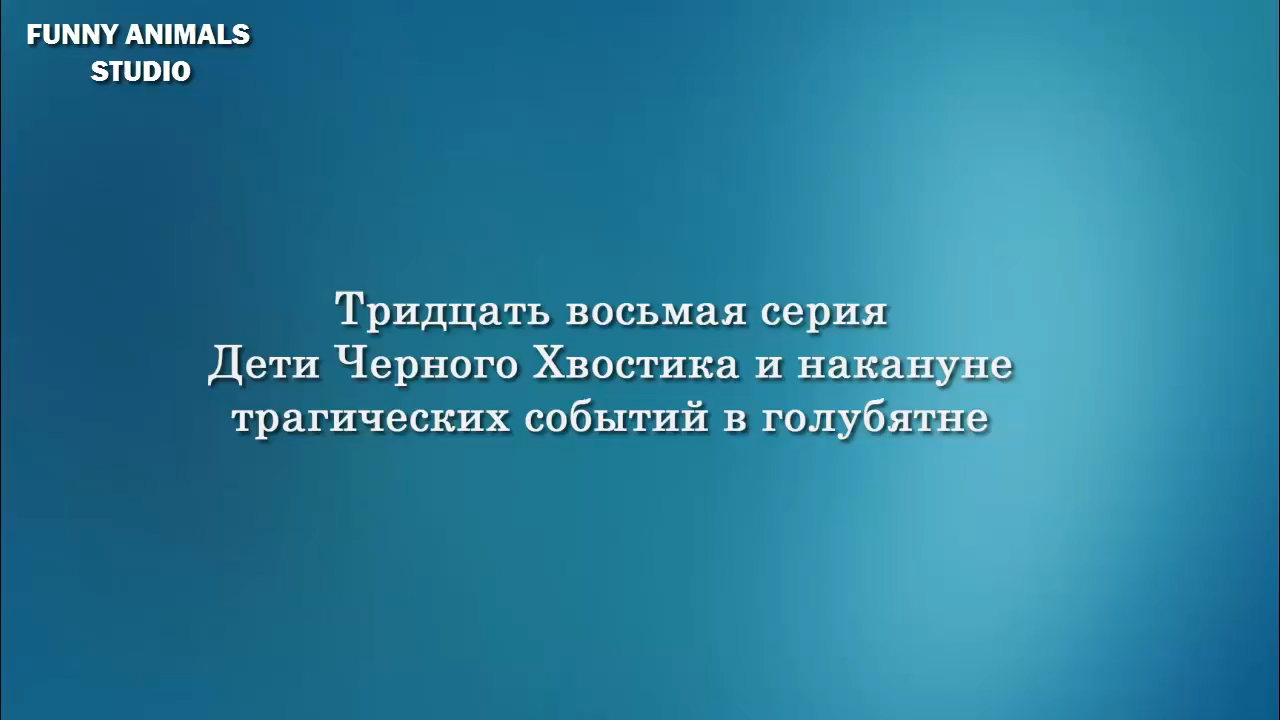 FUNNY ANIMALS
STUDIO
Тридцать восьмая серия
Дети Черного Хвостика и накануне
трагических событий в голубятне